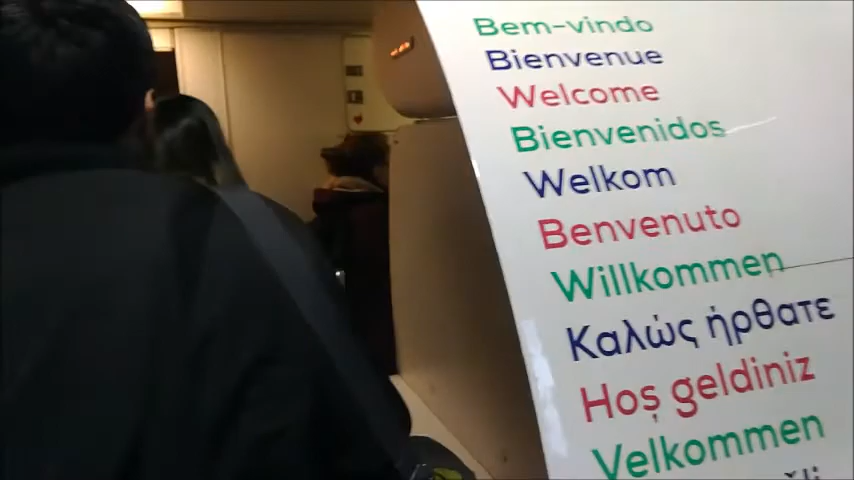 Bem-vindo
Bienvenue
Welcome
Bienvenidos
Welkom
Benvenuto
Willkommen
Καλώς ήρθατε
Hoş geldiniz
Velkommen